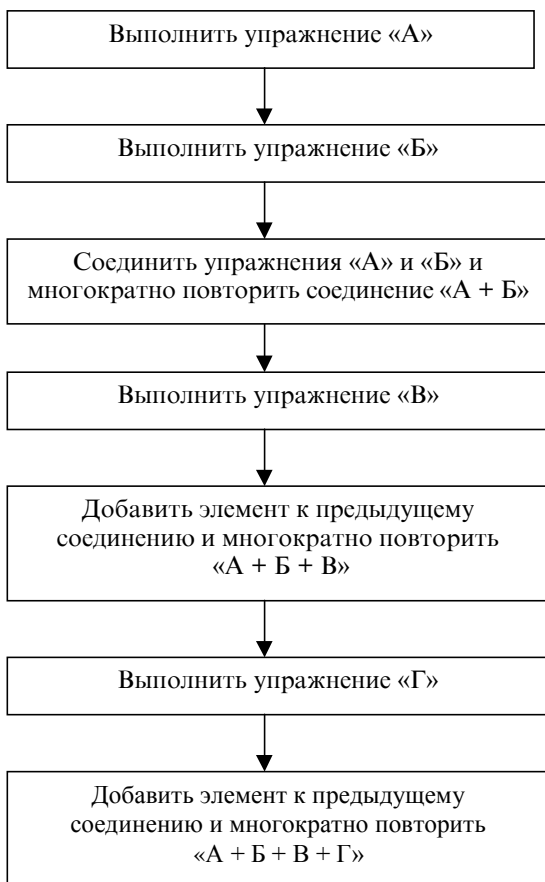 Выполнить упражнение «А»
Выполнить упражнение «Б»
Соединить упражнения «А» и «Б» и
многократно повторить соединение «А + Б»
Выполнить упражнение «В»
Добавить элемент к предыдущему
соединению и многократно повторить
«А + Б + В»
Выполнить упражнение «Г»
Добавить элемент к предыдущему
соединению и многократно повторить
«А + Б + В + Г»